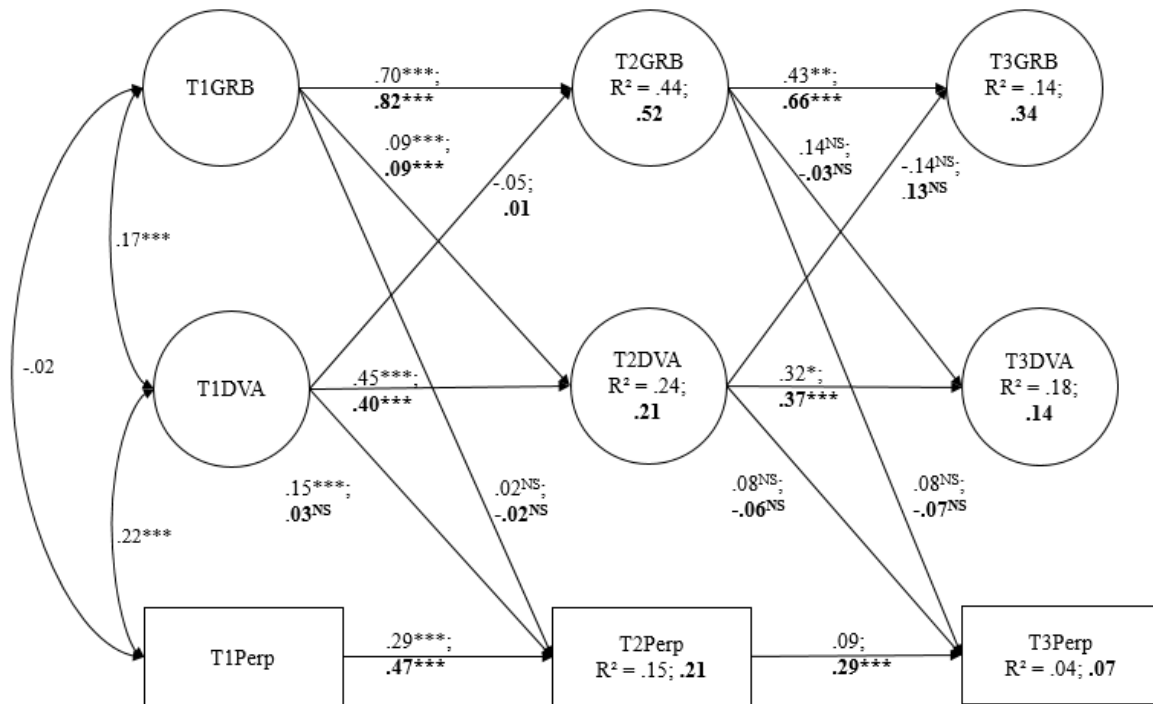 T1GRB
.70***;
.82***
T2GRB
R² = .44;
.52
.43**;
.66***
T3GRB
R² = .14;
.34
.09***;
.09***
-.05;
.01
.14ᴺˢ;
-.03ᴺˢ
-.14ᴺˢ;
.13ᴺˢ
.17***
-.02
T1DVA
.45***;
.40***
T2DVA
R² = .24;
.21
.32*;
.37***
T3DVA
R² = .18;
.14
.15***;
.03ᴺˢ
.02ᴺˢ;
-.02ᴺˢ
.08ᴺˢ;
-.06ᴺˢ
.08ᴺˢ;
-.07ᴺˢ
.22***
T1Perp
.29***;
.47***
T2Perp
R² = .15; .21
.09;
.29***
T3Perp
R² = .04; .07